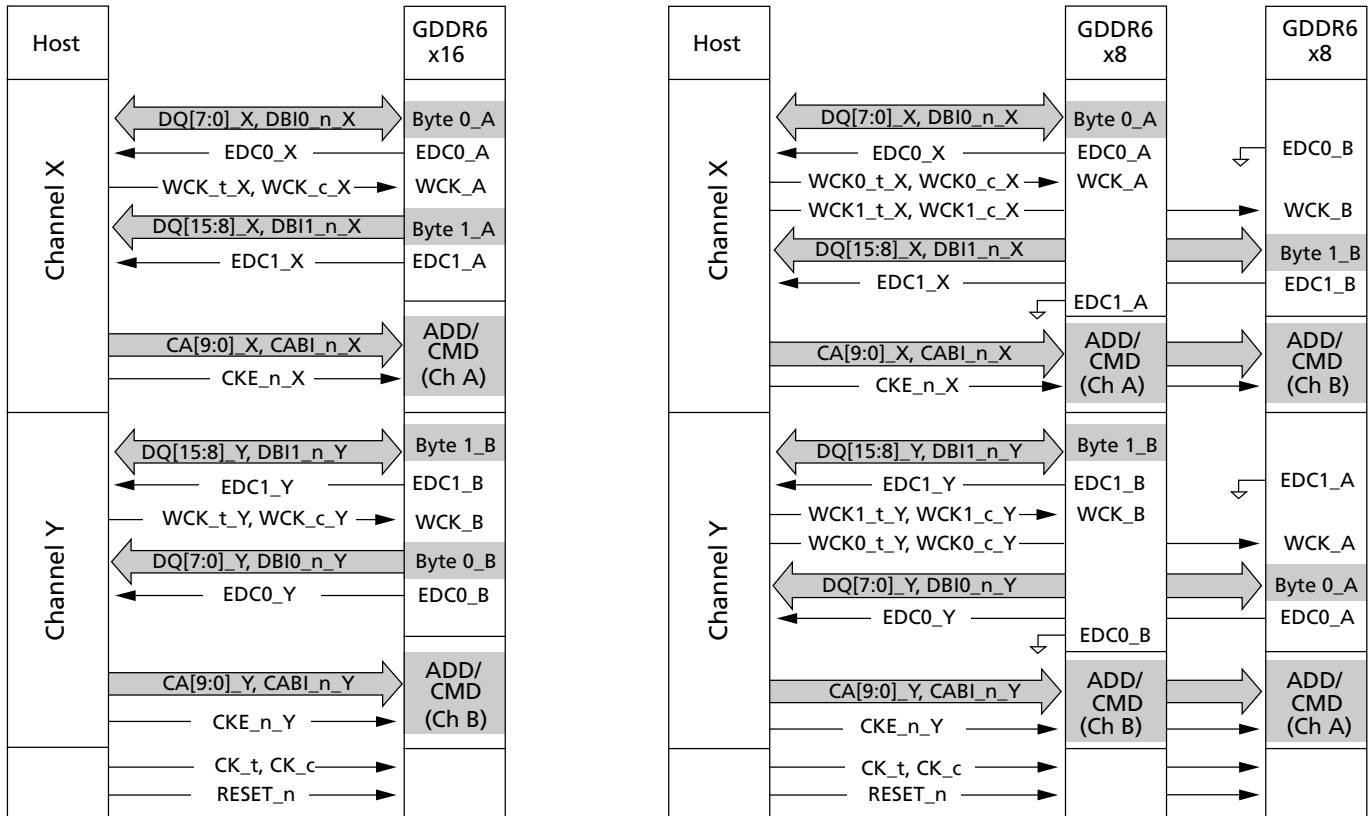 Host
GDDR6
x16
Channel X
DQ[7:0]_X, DBI0_n_X
Byte 0_A
EDC0_X
EDC0_A
WCK_t_X, WCK_c_X
WCK_A
DQ[15:8]_X, DBI1_n_X
Byte 1_A
EDC1_X
EDC1_A
CA[9:0]_X, CABI_n_X
CKE_n_X
ADD/
CMD
(Ch A)
Channel Y
DQ[15:8]_Y, DBI1_n_Y
Byte 1_B
EDC1_Y
EDC1_B
WCK_t_Y, WCK_c_Y
WCK_B
DQ[7:0]_Y, DBI0_n_Y
Byte 0_B
EDC0_Y
EDC0_B
CA[9:0]_Y, CABI_n_Y
CKE_n_Y
ADD/
CMD
(Ch B)
CK_t, CK_c
RESET_n
Host
GDDR6
x8
GDDR6
x8
Channel X
DQ[7:0]_X, DBI0_n_X
Byte 0_A
EDC0_X
EDC0_A
EDC0_B
WCK0_t_X, WCK0_c_X
WCK_A
WCK1_t_X, WCK1_c_X
WCK_B
DQ[15:8]_X, DBI1_n_X
Byte 1_B
EDC1_X
EDC1_B
EDC1_A
CA[9:0]_X, CABI_n_X
CKE_n_X
ADD/
CMD
(Ch A)
ADD/
CMD
(Ch B)
Channel Y
DQ[15:8]_Y, DBI1_n_Y
Byte 1_B
EDC1_Y
EDC1_B
EDC1_A
WCK1_t_Y, WCK1_c_Y
WCK_B
WCK0_t_Y, WCK0_c_Y
WCK_A
DQ[7:0]_Y, DBI0_n_Y
Byte 0_A
EDC0_Y
EDC0_A
EDC0_B
CA[9:0]_Y, CABI_n_Y
CKE_n_Y
ADD/
CMD
(Ch B)
ADD/
CMD
(Ch A)
CK_t, CK_c
RESET_n